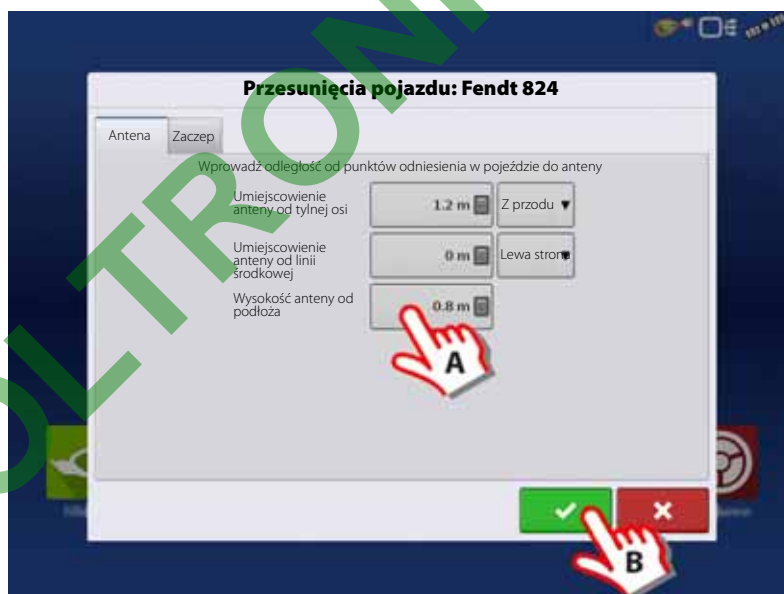 Przesunięcia pojazdu: Fendt 824
Antena
Zaczep
Wprowadź odległość od punktów odniesienia w pojeździe do anteny
Umiejscowienie
anteny od tylnej osi
1.2 m
Z przodu
Umiejscowienie
anteny od linii
środkowej
0 m
Lewa strona
Wysokość anteny od
podłoża
0.8 m
A
B
OLTRONI